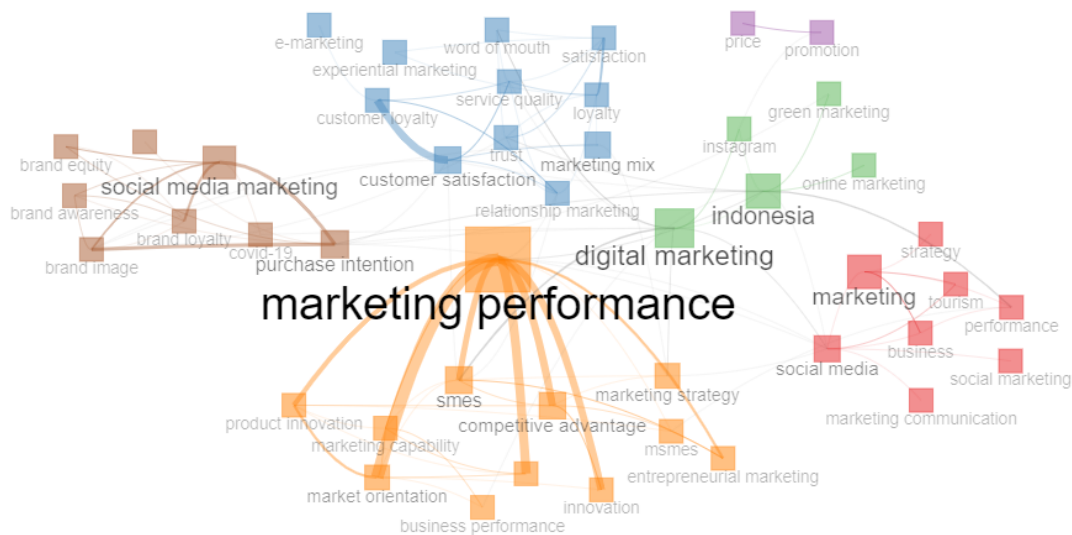 e-marketing
word of mouth
price
promotion
experiential marketing
satisfaction
service quality
green marketing
customer loyalty
loyalty
instagram
trust
brand equity
marketing mix
social media marketing
customer satisfaction
online marketing
brand awareness
relationship marketing
indonesia
brand loyalty
covid-19
strategy
digital marketing
brand image
purchase intention
marketing performance
marketing
tourism
performance
business
social media
social marketing
smes
marketing strategy
product innovation
competitive advantage
marketing communication
marketing capability
msmes
entrepreneurial marketing
market orientation
innovation
business performance